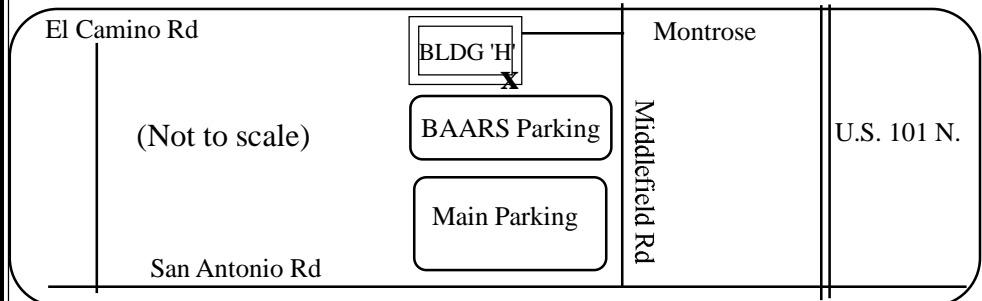 El Camino Rd
BLDG 'H'
X
Montrose
(Not to scale)
BAARS Parking
Middlefield Rd
U.S. 101 N.
Main Parking
San Antonio Rd